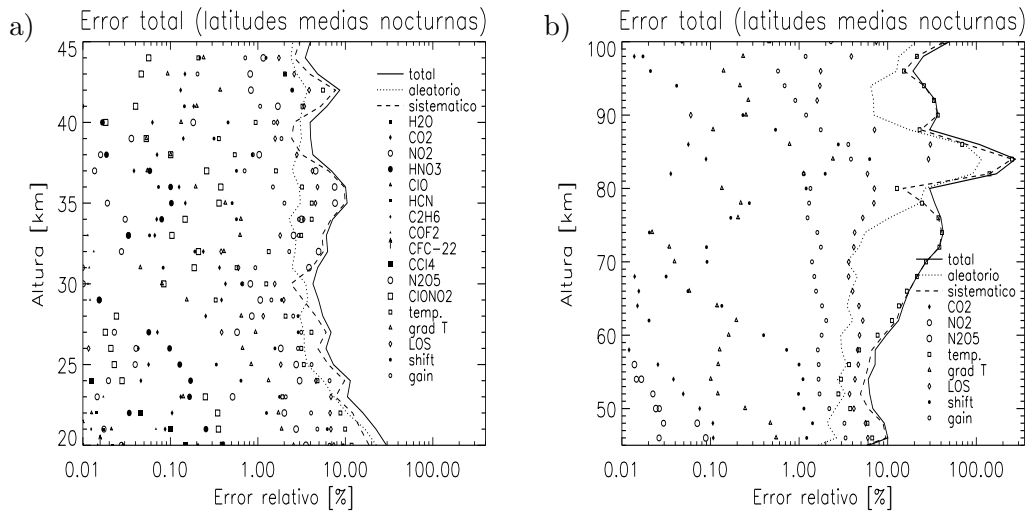 a)
Error total (latitudes medias nocturnas)
Altura [km]
45
40
35
30
25
20
total
aleatorio
sistematico
H2O
CO2
NO2
HNO3
ClO
HCN
C2H6
COF2
CFC-22
CCl4
N2O5
ClONO2
temp.
grad T
LOS
shift
gain
0.01
0.10
1.00
10.00
100.00
Error relativo [%]
b)
Error total (latitudes medias nocturnas)
Altura [km]
100
90
80
70
60
50
total
aleatorio
sistematico
CO2
NO2
N2O5
temp.
grad T
LOS
shift
gain
0.01
0.10
1.00
10.00
100.00
Error relativo [%]